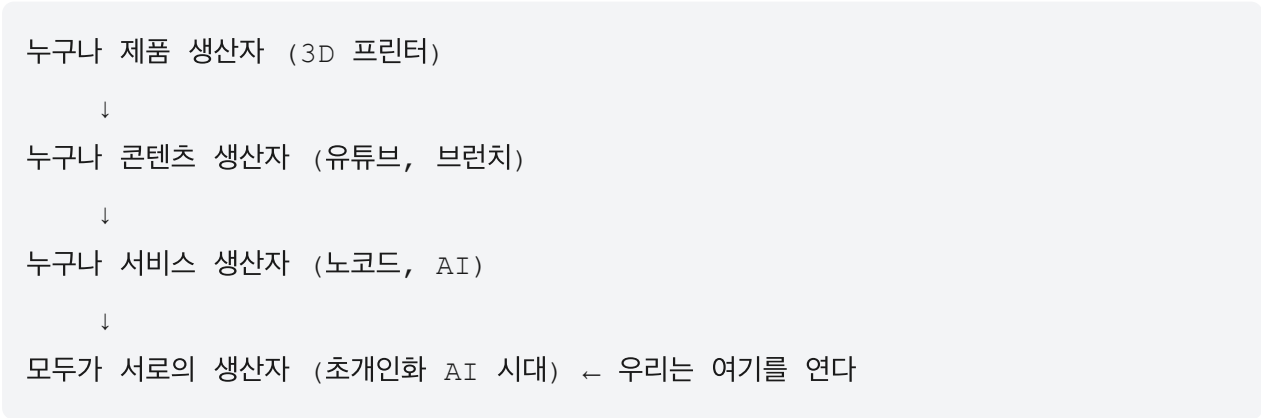 누구나 제품 생산자 (3D 프린터)
↓
누구나 콘텐츠 생산자 (유튜브, 브런치)
↓
누구나 서비스 생산자 (노코드, AI)
↓
모두가 서로의 생산자 (초개인화 AI 시대) ← 우리는 여기를 연다